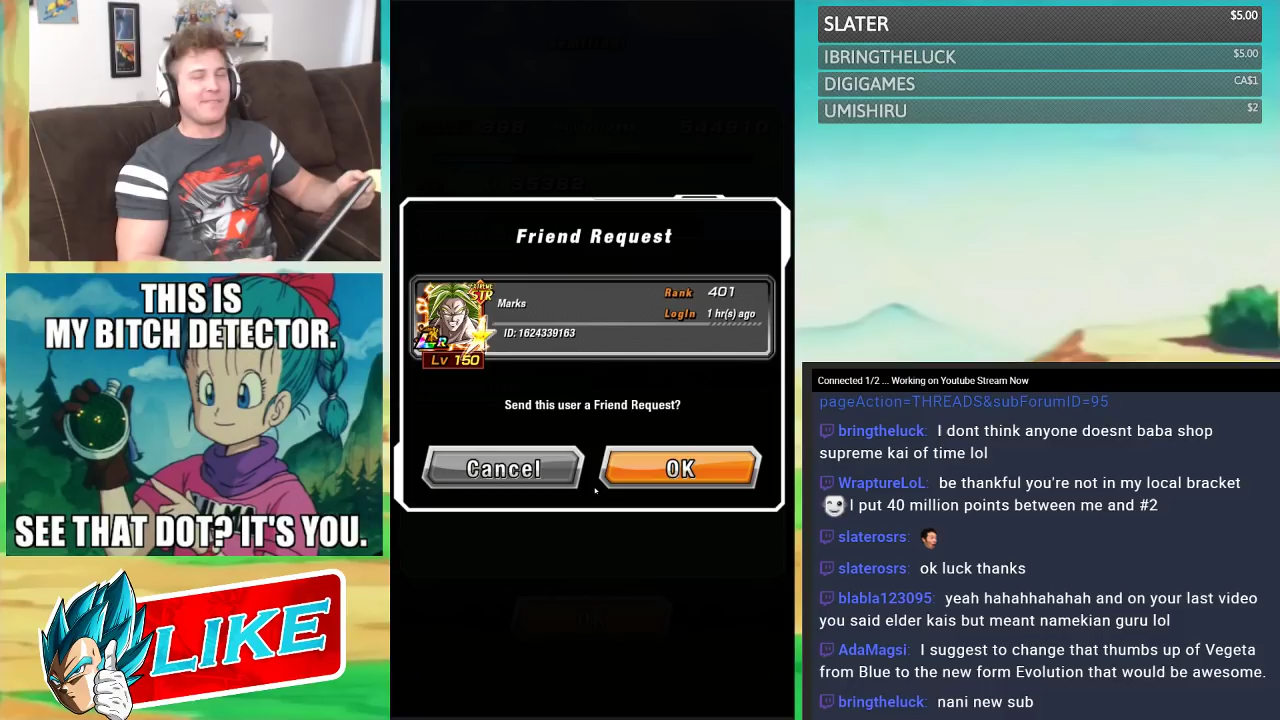 THIS IS
MY BITCH DETECTOR.
SEE THAT DOT? IT'S YOU.
LIKE
Friend Request
EXTREME
STR
Marks
Rank 401
LogIn 1 hr(s) ago
ID: 1624339163
Lv 150
Send this user a Friend Request?
Cancel
OK
SLATER $5.00
IBRINGTHELUCK $5.00
DIGIGAMES CA$1
UMISHIRU $2
Connected 1/2 ... Working on Youtube Stream Now
pageAction=THREADS&subForumID=95
bringtheluck: I dont think anyone doesnt baba shop
supreme kai of time lol
WraptureLoL: be thankful you're not in my local bracket
I put 40 million points between me and #2
slaterosrs:
slaterosrs: ok luck thanks
blabla123095: yeah hahahhahahah and on your last video
you said elder kais but meant namekian guru lol
AdaMagsi: I suggest to change that thumbs up of Vegeta
from Blue to the new form Evolution that would be awesome.
bringtheluck: nani new sub